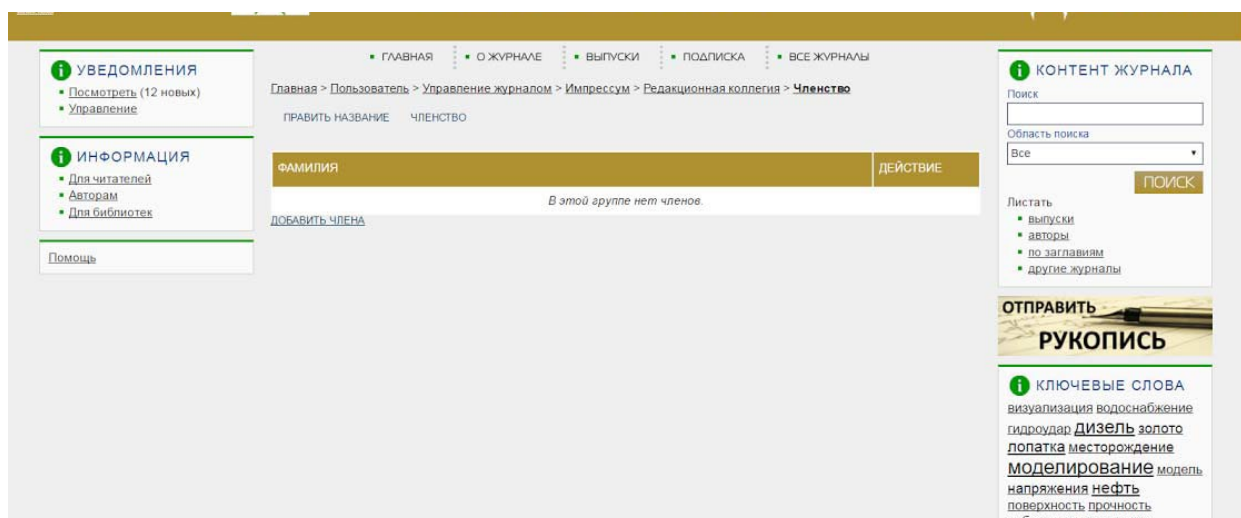 УВЕДОМЛЕНИЯ
Посмотреть (12 новых)
Управление
ИНФОРМАЦИЯ
Для читателей
Авторам
Для библиотек
Помощь
ГЛАВНАЯ О ЖУРНАЛЕ ВЫПУСКИ ПОДПИСКА ВСЕ ЖУРНАЛЫ
Главная > Пользователь > Управление журналом > Импрессум > Редакционная коллегия > Членство
ПРАВИТЬ НАЗВАНИЕ ЧЛЕНСТВО
ФАМИЛИЯ ДЕЙСТВИЕ
В этой группе нет членов.
ДОБАВИТЬ ЧЛЕНА
КОНТЕНТ ЖУРНАЛА
Поиск
Область поиска
Все
ПОИСК
Листать
выпуски
авторы
по заглавиям
другие журналы
ОТПРАВИТЬ
РУКОПИСЬ
КЛЮЧЕВЫЕ СЛОВА
визуализация водоснабжение
гидроудар дизель золото
лопатка месторождение
моделирование модель
напряжения нефть
поверхность прочность